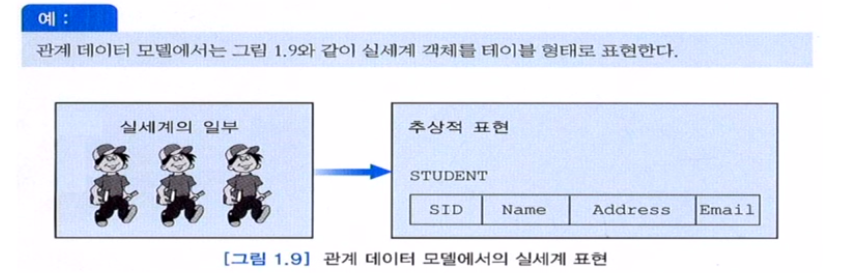 예 :
관계 데이터 모델에서는 그림 1.9와 같이 실세계 객체를 테이블 형태로 표현한다.
실세계의 일부
추상적 표현
STUDENT
SID Name Address Email
[그림 1.9] 관계 데이터 모델에서의 실세계 표현